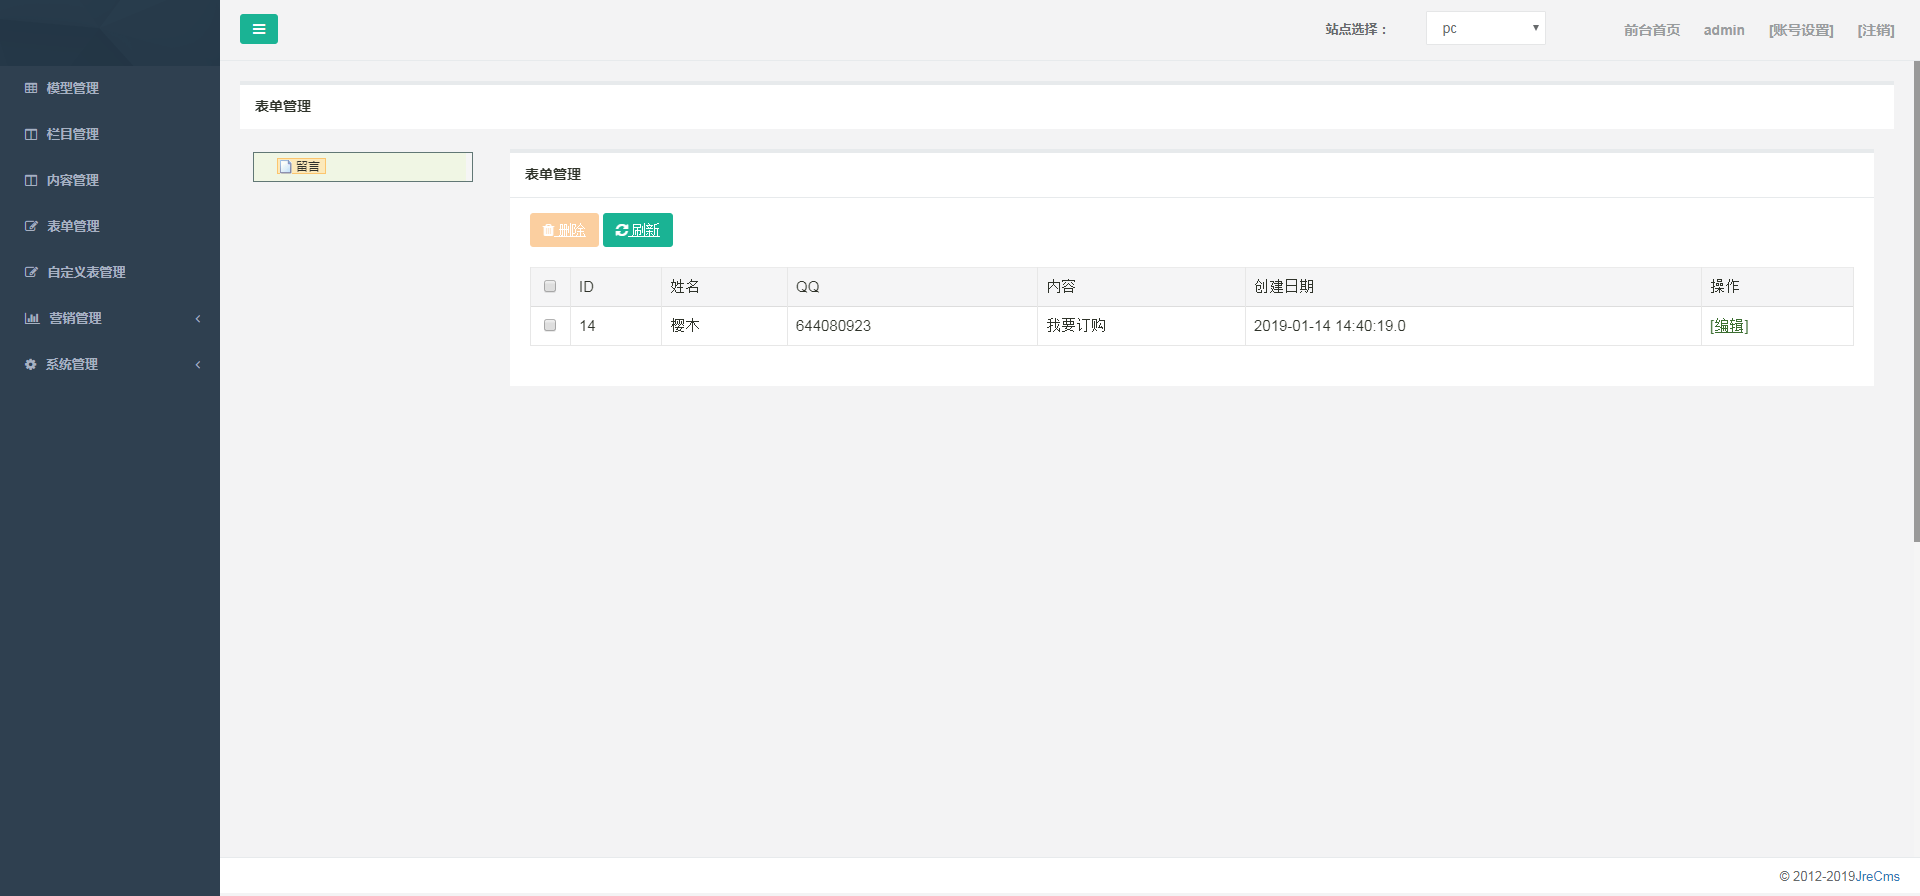 站点选择： pc 前台首页 admin [账号设置] [注销]
模型管理
栏目管理
内容管理
表单管理
自定义表管理
营销管理
系统管理
表单管理
留言
表单管理
删除 刷新
ID 姓名 QQ 内容 创建日期 操作
14 樱木 644080923 我要订购 2019-01-14 14:40:19.0 [编辑]
© 2012-2019JreCms